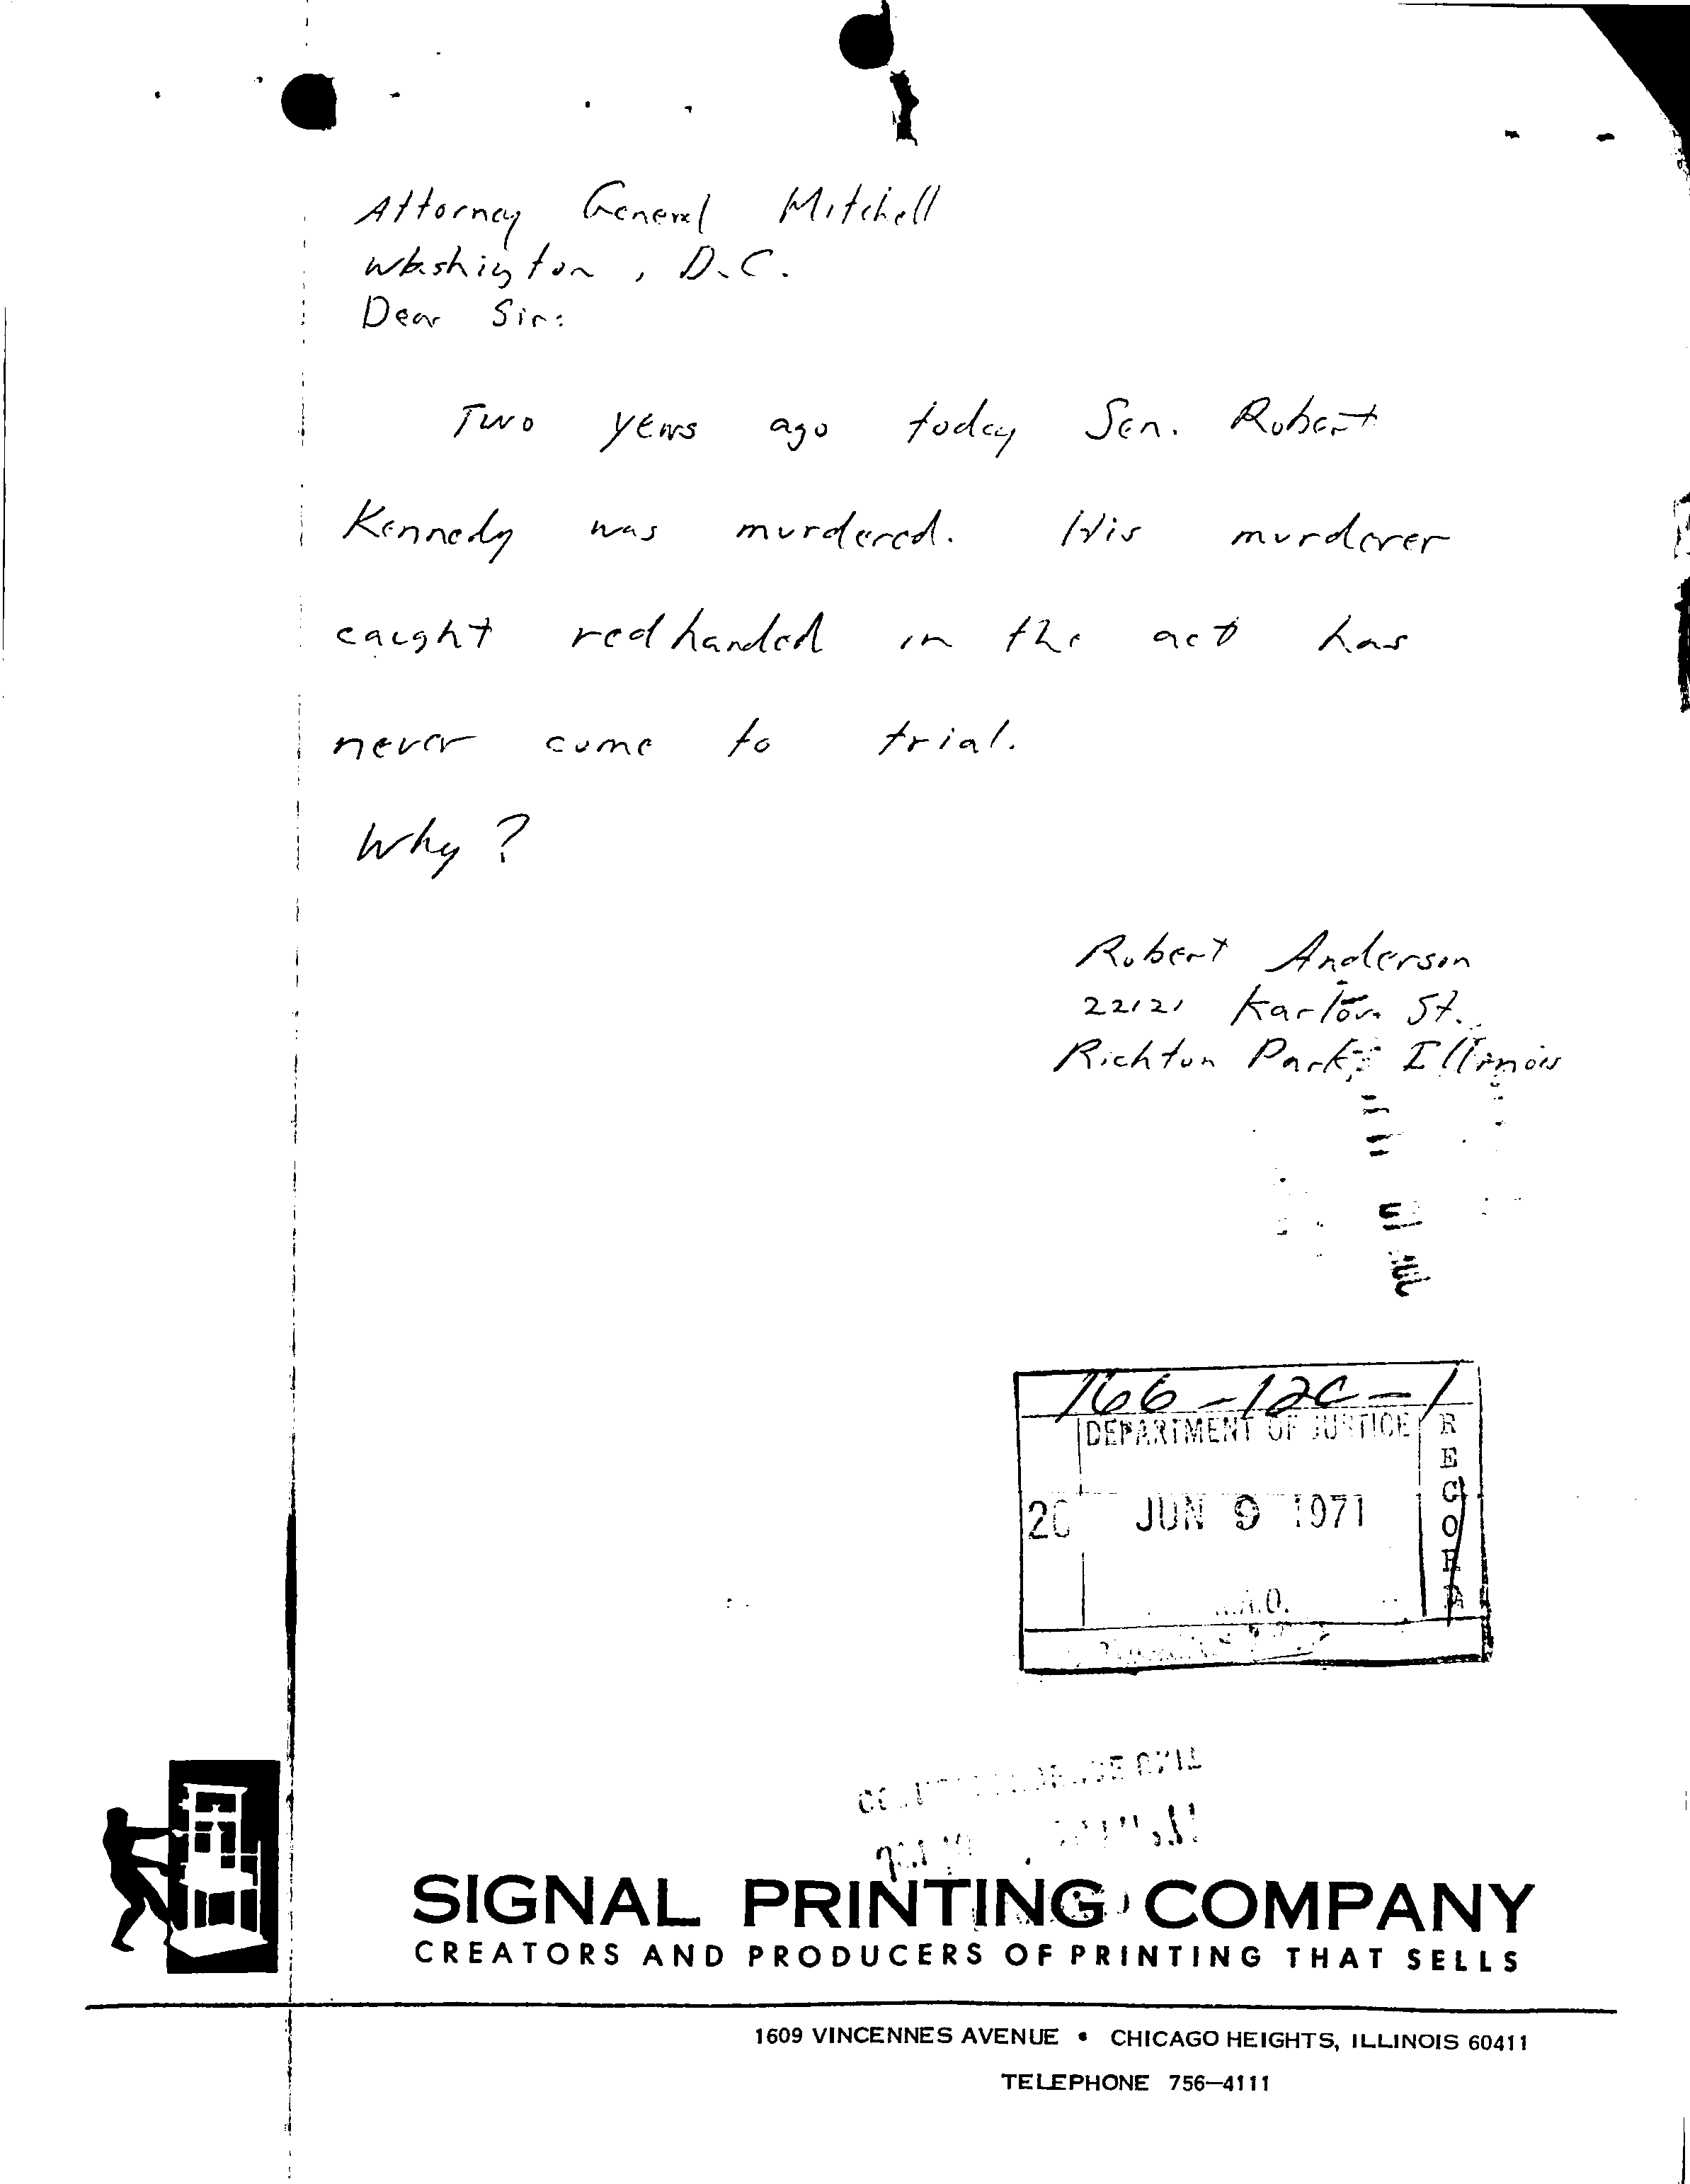 Attorney General Mitchell
Washington, D.C.
Dear Sir:
Two years ago today Sen. Robert
Kennedy was murdered. His murderer
caught redhanded in the act has
never come to trial.
Why?
Robert Anderson
22121 Karlov St.
Richton Park, Illinois
166-12C-1
DEPARTMENT OF JUSTICE
RECORD
20 JUN 9 1971
SIGNAL PRINTING COMPANY
CREATORS AND PRODUCERS OF PRINTING THAT SELLS
1609 VINCENNES AVENUE • CHICAGO HEIGHTS, ILLINOIS 60411
TELEPHONE 756-4111